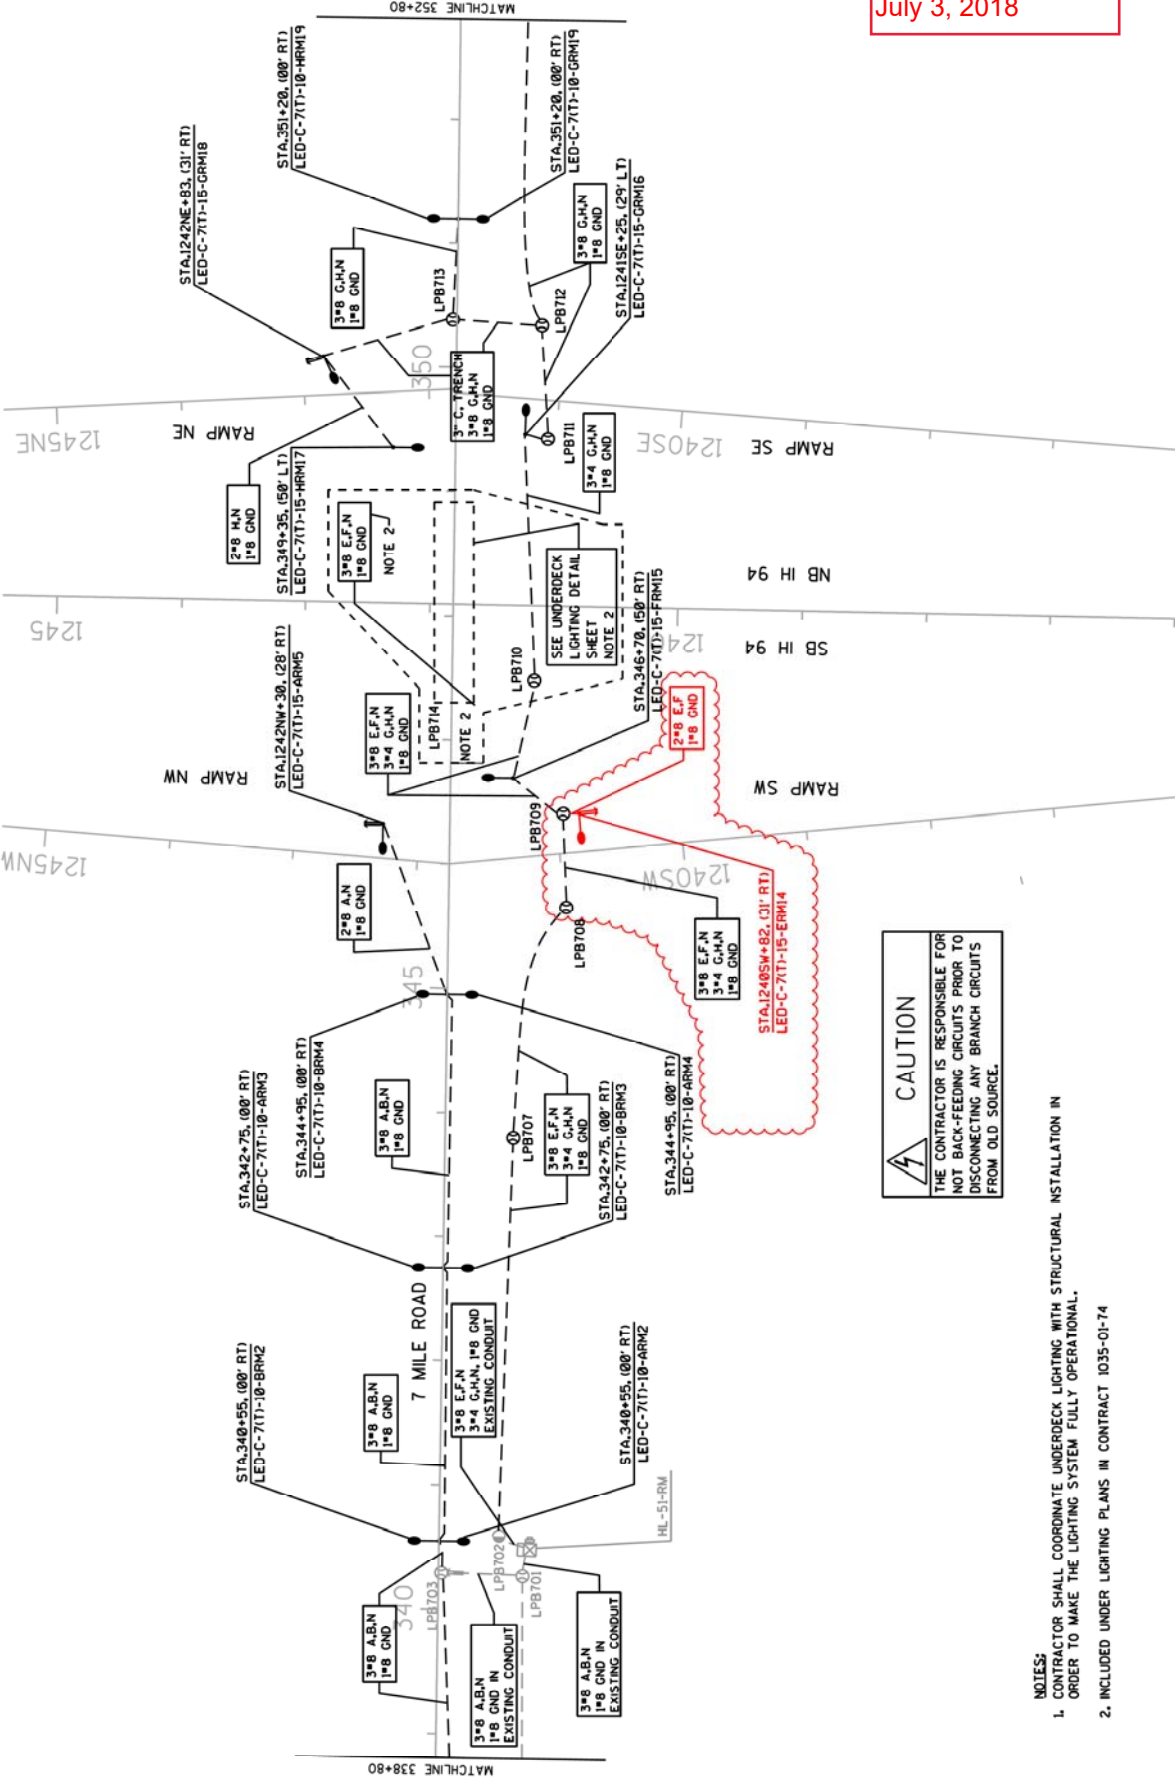 July 3, 2018
MATCHLINE 352+80
STA.351+20, (00' RT)
LED-C-7(T)-10-HRM19
STA.351+20, (00' RT)
LED-C-7(T)-10-GRM19
STA.1242NE+83, (31' RT)
LED-C-7(T)-15-GRM18
STA.1241SE+25, (29' LT)
LED-C-7(T)-15-GRM16
3#8 G,H,N
1#8 GND
3#8 G,H,N
1#8 GND
LPB713
LPB712
350
3" C. TRENCH
3#8 G,H,N
1#8 GND
1245NE
RAMP NE
LPB711
1240SE
RAMP SE
3#4 G,H,N
1#8 GND
2#8 H,N
1#8 GND
STA.349+35, (50' LT)
LED-C-7(T)-15-HRM17
3#8 E,F,N
1#8 GND
NOTE 2
SEE UNDERDECK
LIGHTING DETAIL
SHEET
NOTE 2
NB IH 94
1245
1240
SB IH 94
STA.1242NW+30, (28' RT)
LED-C-7(T)-15-ARM5
STA.346+70, (50' RT)
LED-C-7(T)-15-FRM15
LPB710
LPB714
NOTE 2
3#8 E,F,N
3#4 G,H,N
1#8 GND
2#8 E,F
1#8 GND
RAMP NW
RAMP SW
LPB709
1245NW
1240SW
2#8 A,N
1#8 GND
STA.1240SW+82, (31' RT)
LED-C-7(T)-15-ERM14
LPB708
3#8 E,F,N
3#4 G,H,N
1#8 GND
345
STA.344+95, (00' RT)
LED-C-7(T)-10-BRM4
STA.344+95, (00' RT)
LED-C-7(T)-10-ARM4
STA.342+75, (00' RT)
LED-C-7(T)-10-ARM3
STA.342+75, (00' RT)
LED-C-7(T)-10-BRM3
3#8 A,B,N
1#8 GND
LPB707
3#8 E,F,N
3#4 G,H,N
1#8 GND
7 MILE ROAD
3#8 E,F,N
3#4 G,H,N, 1#8 GND
EXISTING CONDUIT
3#8 A,B,N
1#8 GND
STA.340+55, (00' RT)
LED-C-7(T)-10-BRM2
STA.340+55, (00' RT)
LED-C-7(T)-10-ARM2
HL-51-RM
LPB702
LPB701
LPB703
340
3#8 A,B,N
1#8 GND
3#8 A,B,N
1#8 GND IN
EXISTING CONDUIT
3#8 A,B,N
1#8 GND IN
EXISTING CONDUIT
MATCHLINE 338+80
CAUTION
THE CONTRACTOR IS RESPONSIBLE FOR
NOT BACK-FEEDING CIRCUITS PRIOR TO
DISCONNECTING ANY BRANCH CIRCUITS
FROM OLD SOURCE.
NOTES:
1. CONTRACTOR SHALL COORDINATE UNDERDECK LIGHTING WITH STRUCTURAL INSTALLATION IN
ORDER TO MAKE THE LIGHTING SYSTEM FULLY OPERATIONAL.
2. INCLUDED UNDER LIGHTING PLANS IN CONTRACT 1035-01-74